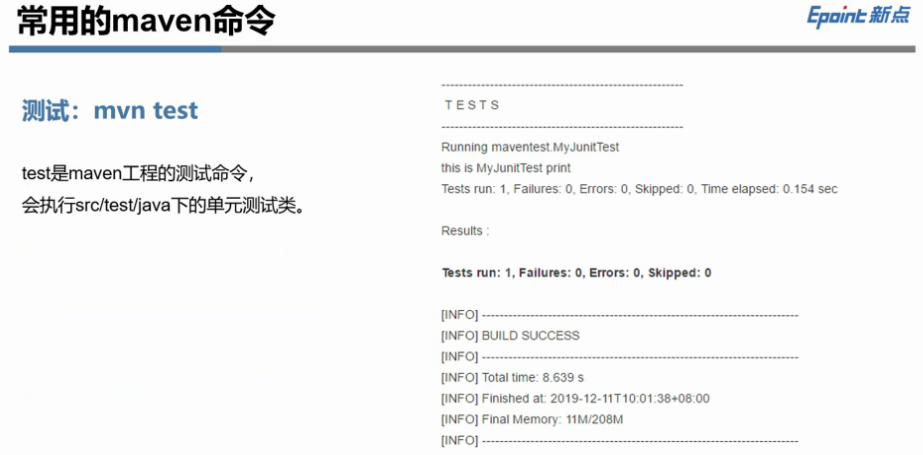 常用的maven命令
Epoint 新点
测试：mvn test
test是maven工程的测试命令，
会执行src/test/java下的单元测试类。
-------------------------------------------------------
T E S T S
-------------------------------------------------------
Running maventest.MyJunitTest
this is MyJunitTest print
Tests run: 1, Failures: 0, Errors: 0, Skipped: 0, Time elapsed: 0.154 sec
Results :
Tests run: 1, Failures: 0, Errors: 0, Skipped: 0
[INFO] ------------------------------------------------------------------------
[INFO] BUILD SUCCESS
[INFO] ------------------------------------------------------------------------
[INFO] Total time: 8.639 s
[INFO] Finished at: 2019-12-11T10:01:38+08:00
[INFO] Final Memory: 11M/208M
[INFO] ------------------------------------------------------------------------